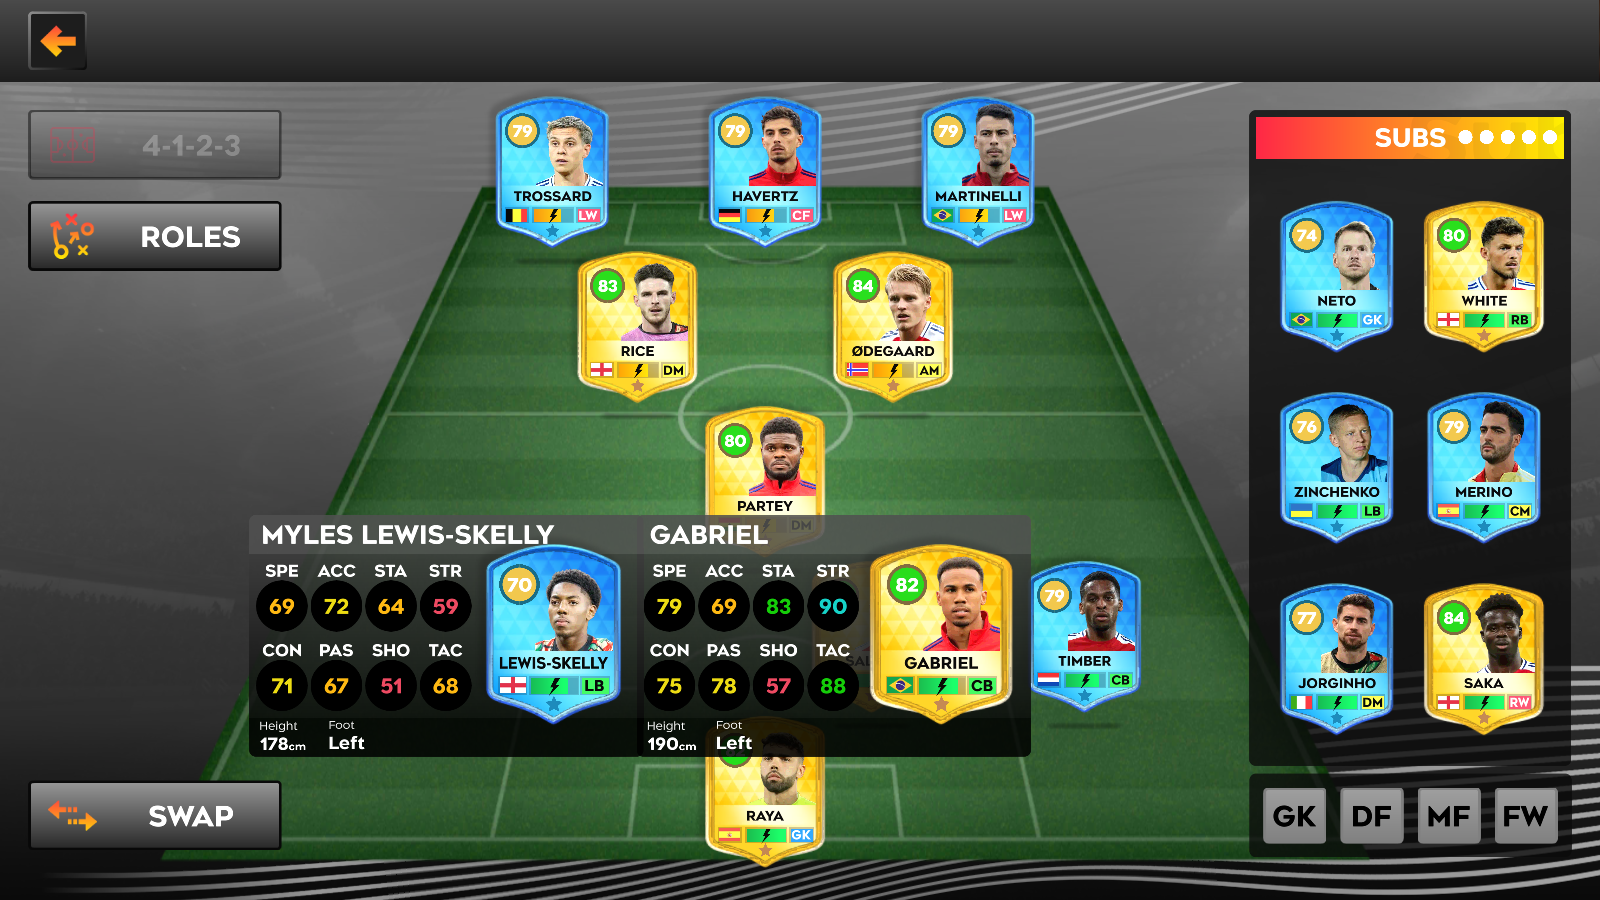 4-1-2-3
ROLES
SWAP
79
TROSSARD
LW
79
HAVERTZ
CF
79
MARTINELLI
LW
83
RICE
DM
84
ØDEGAARD
AM
80
PARTEY
DM
MYLES LEWIS-SKELLY
SPE ACC STA STR
69 72 64 59
CON PAS SHO TAC
71 67 51 68
Height Foot
178cm Left
70
LEWIS-SKELLY
LB
GABRIEL
SPE ACC STA STR
79 69 83 90
CON PAS SHO TAC
75 78 57 88
Height Foot
190cm Left
82
GABRIEL
CB
79
TIMBER
CB
RAYA
GK
SUBS
74
NETO
GK
80
WHITE
RB
76
ZINCHENKO
LB
79
MERINO
CM
77
JORGINHO
DM
84
SAKA
RW
GK DF MF FW